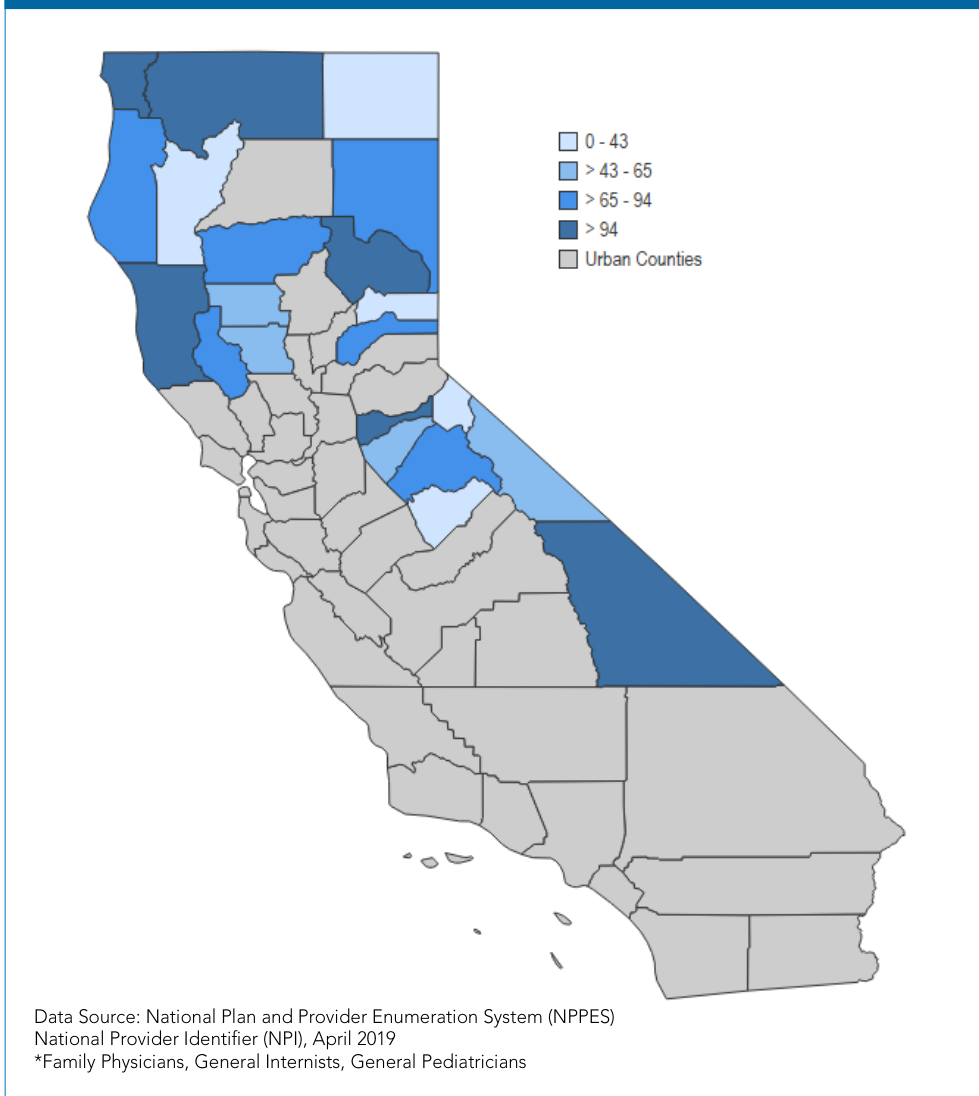 0 - 43
> 43 - 65
> 65 - 94
> 94
Urban Counties
Data Source: National Plan and Provider Enumeration System (NPPES)
National Provider Identifier (NPI), April 2019
*Family Physicians, General Internists, General Pediatricians